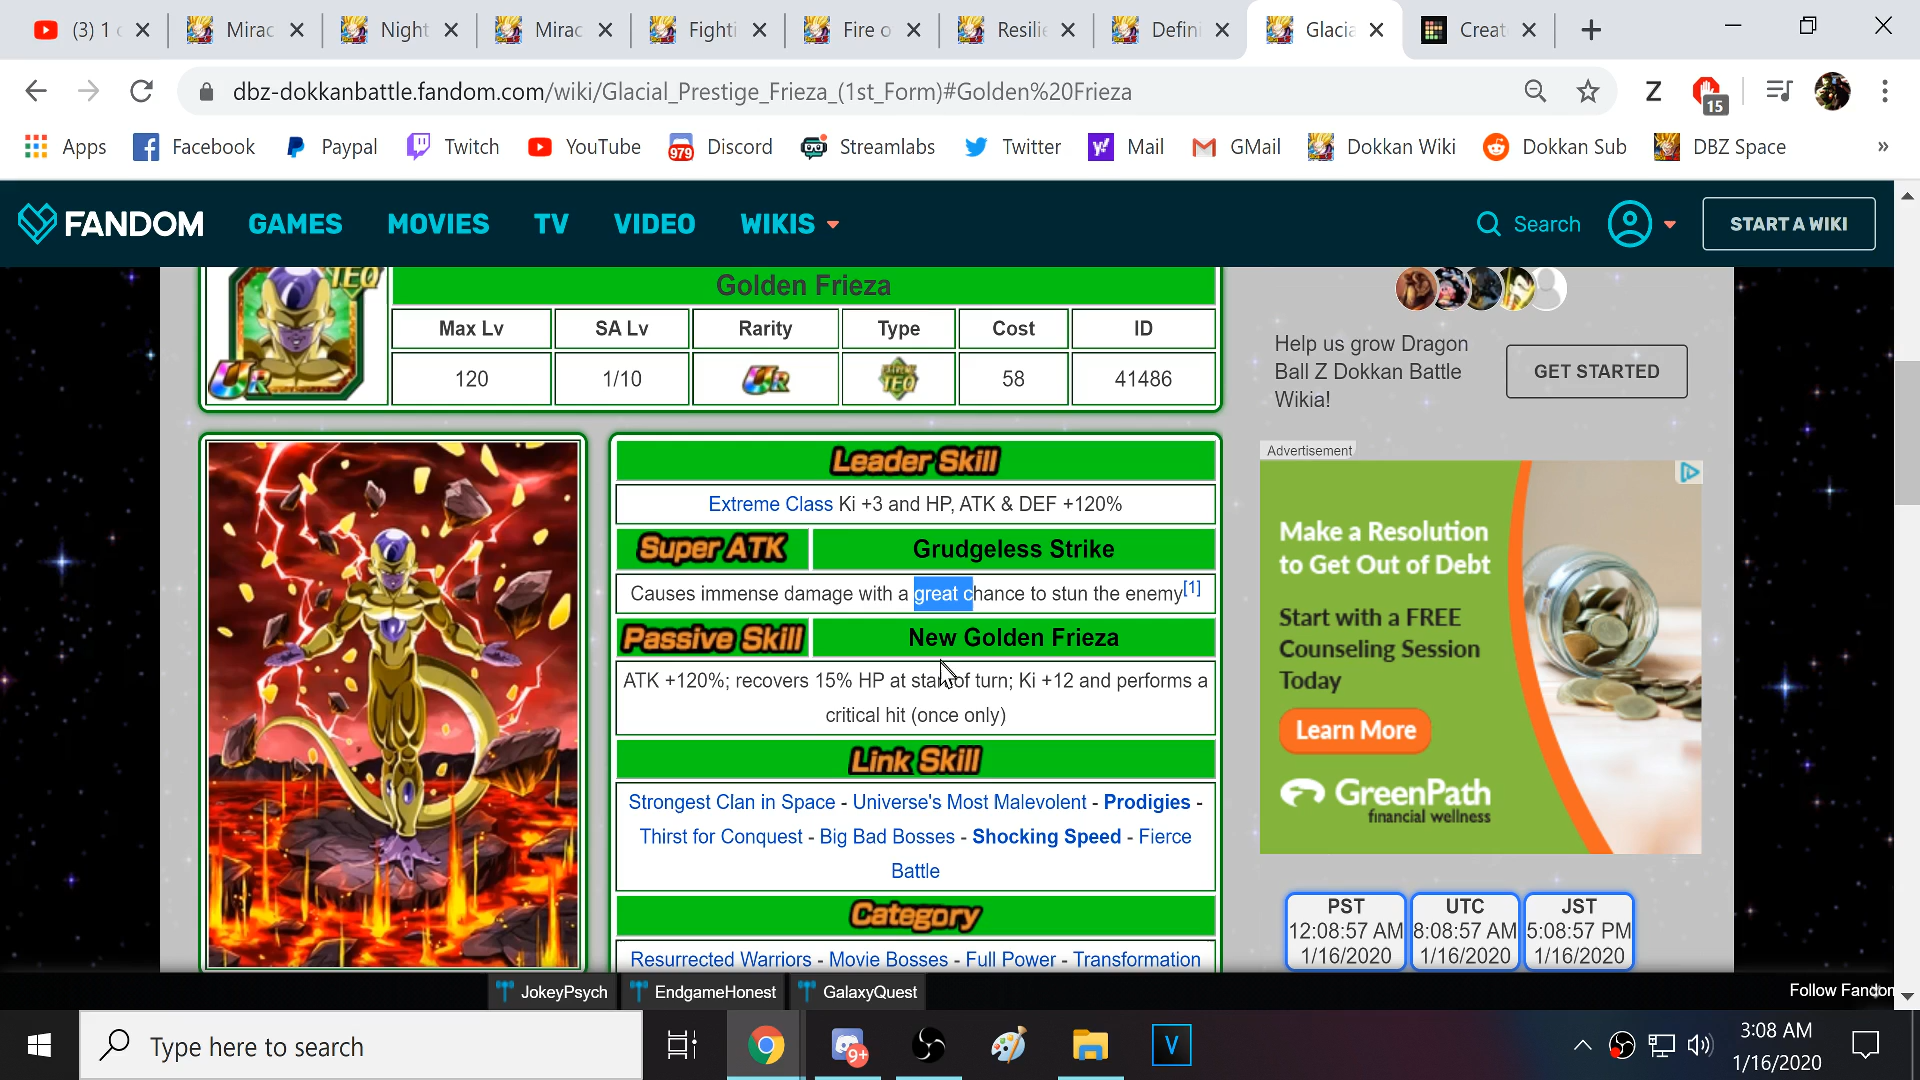 (3) 1
Mirac
Night
Mirac
Fighti
Fire o
Resilie
Defini
Glacia
Creat
dbz-dokkanbattle.fandom.com/wiki/Glacial_Prestige_Frieza_(1st_Form)#Golden%20Frieza
Z
15
Apps
Facebook
Paypal
Twitch
YouTube
979
Discord
Streamlabs
Twitter
y!
Mail
GMail
Dokkan Wiki
Dokkan Sub
DBZ Space
»
FANDOM
GAMES
MOVIES
TV
VIDEO
WIKIS
Search
START A WIKI
TEQ
UR
Golden Frieza
Max Lv
SA Lv
Rarity
Type
Cost
ID
120
1/10
UR
EXTREME TEQ
58
41486
Help us grow Dragon
Ball Z Dokkan Battle
Wikia!
GET STARTED
Leader Skill
Extreme Class Ki +3 and HP, ATK & DEF +120%
Super ATK
Grudgeless Strike
Causes immense damage with a great chance to stun the enemy[1]
Passive Skill
New Golden Frieza
ATK +120%; recovers 15% HP at start of turn; Ki +12 and performs a
critical hit (once only)
Link Skill
Strongest Clan in Space - Universe's Most Malevolent - Prodigies -
Thirst for Conquest - Big Bad Bosses - Shocking Speed - Fierce
Battle
Category
Resurrected Warriors - Movie Bosses - Full Power - Transformation
Advertisement
Make a Resolution
to Get Out of Debt
Start with a FREE
Counseling Session
Today
Learn More
GreenPath
financial wellness
PST
12:08:57 AM
1/16/2020
UTC
8:08:57 AM
1/16/2020
JST
5:08:57 PM
1/16/2020
JokeyPsych
EndgameHonest
GalaxyQuest
Follow Fandom
Type here to search
9+
V
3:08 AM
1/16/2020